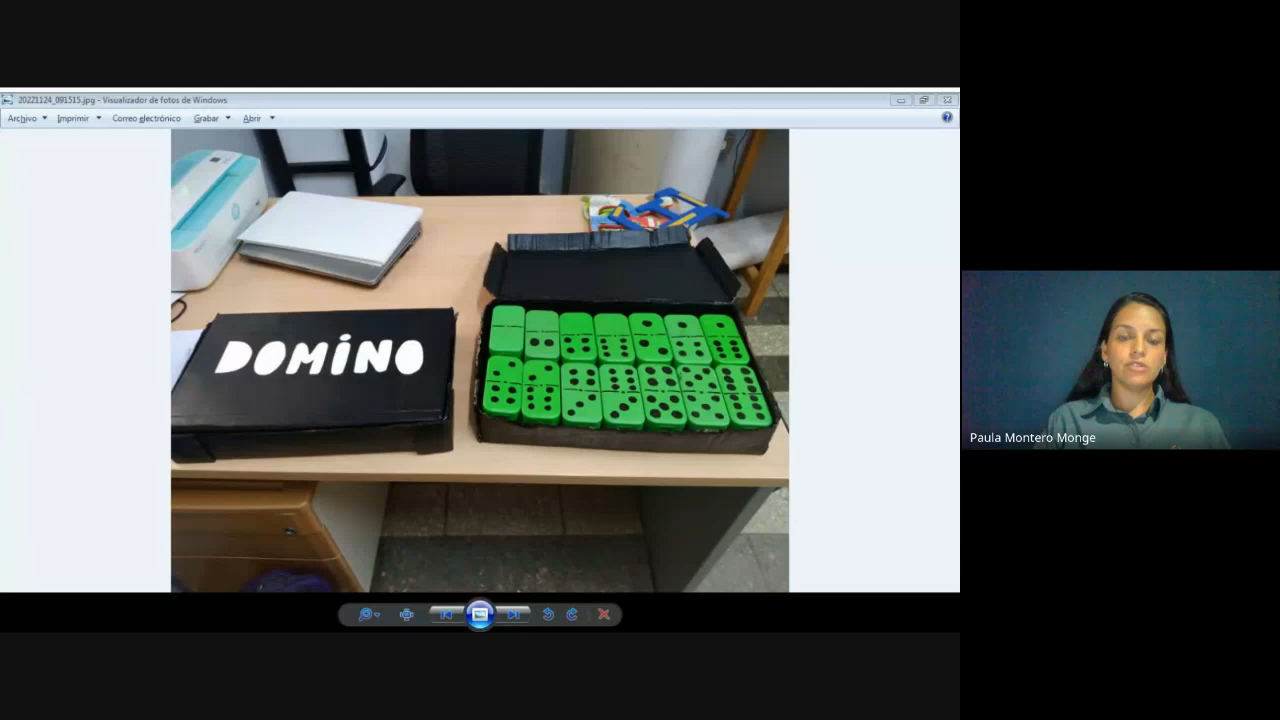 20221124_091515.jpg - Visualizador de fotos de Windows
Archivo Imprimir Correo electrónico Grabar Abrir
DOMiNO
Paula Montero Monge